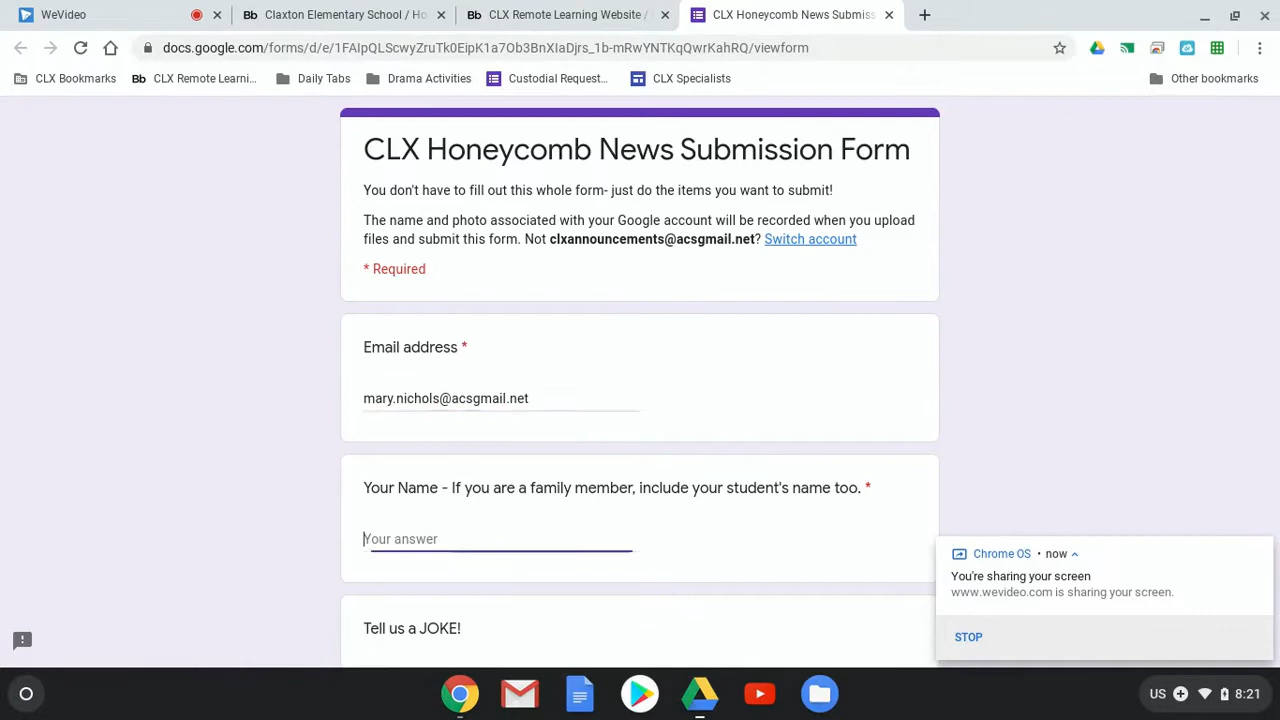 WeVideo
Bb Claxton Elementary School / Ho
Bb CLX Remote Learning Website /
CLX Honeycomb News Submiss
docs.google.com/forms/d/e/1FAIpQLScwyZruTk0EipK1a7Ob3BnXIaDjrs_1b-mRwYNTKqQwrKahRQ/viewform
CLX Bookmarks
Bb CLX Remote Learni...
Daily Tabs
Drama Activities
Custodial Request...
CLX Specialists
Other bookmarks
CLX Honeycomb News Submission Form
You don't have to fill out this whole form- just do the items you want to submit!
The name and photo associated with your Google account will be recorded when you upload
files and submit this form. Not clxannouncements@acsgmail.net? Switch account
* Required
Email address *
mary.nichols@acsgmail.net
Your Name - If you are a family member, include your student's name too. *
Your answer
Tell us a JOKE!
Chrome OS • now
You're sharing your screen
www.wevideo.com is sharing your screen.
STOP
US 8:21